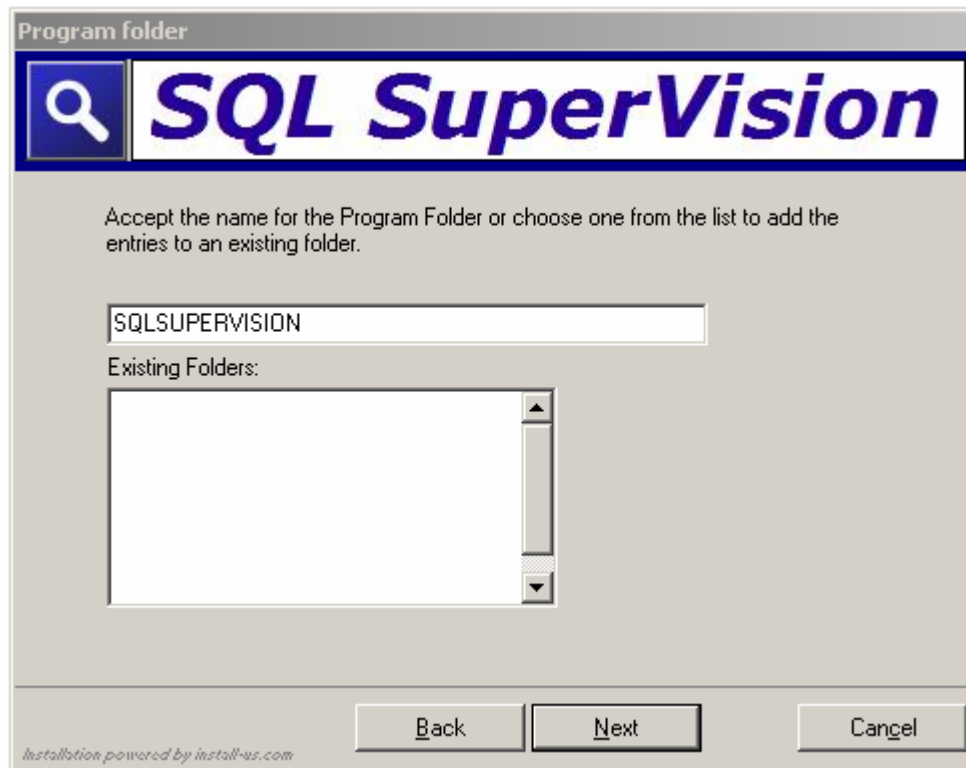 Program folder
SQL SuperVision
Accept the name for the Program Folder or choose one from the list to add the
entries to an existing folder.
SQLSUPERVISION
Existing Folders:
Back
Next
Cancel
Installation powered by install-us.com